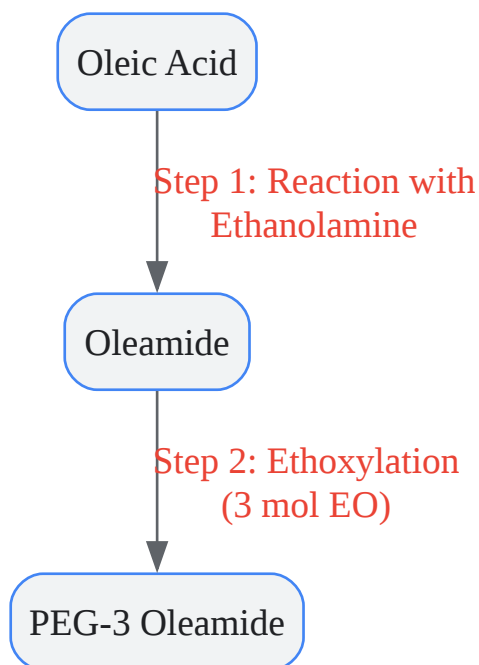 Oleic Acid
Step 1: Reaction with
Ethanolamine
Oleamide
Step 2: Ethoxylation
(3 mol EO)
PEG-3 Oleamide